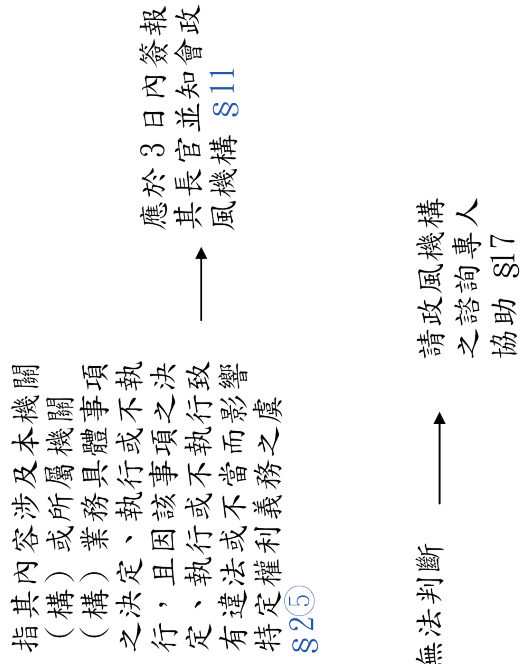 指其內容涉及本機關
(構)或所屬機關
(構)業務具體事項
之決定、執行或不執
行，且因該事項之決
定、執行或不執行致
有違法或不當而影響
特定權利義務之虞
§2⑤
應於 3 日內簽報
其長官並知會政
風機構 §11
無法判斷
請政風機構
之諮詢專人
協助 §17